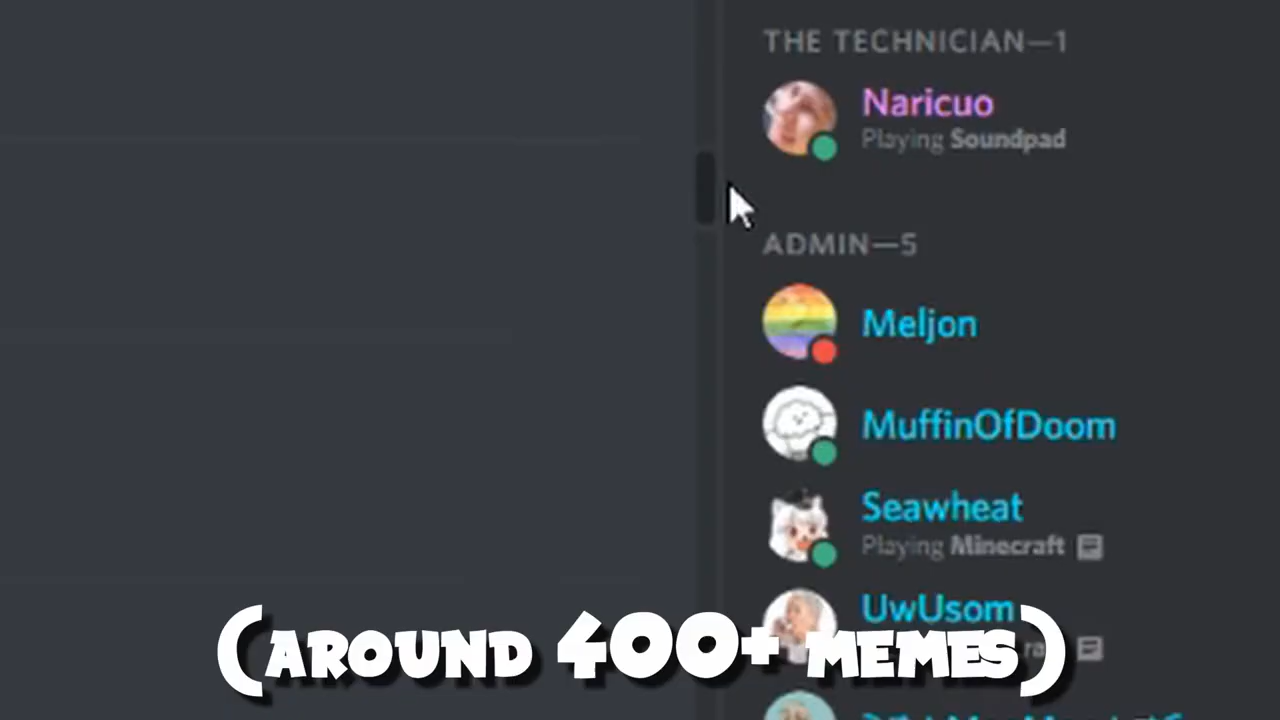 THE TECHNICIAN—1
Naricuo
Playing Soundpad
ADMIN—5
Meljon
MuffinOfDoom
Seawheat
Playing Minecraft
UwUsom
(AROUND 400+ MEMES)